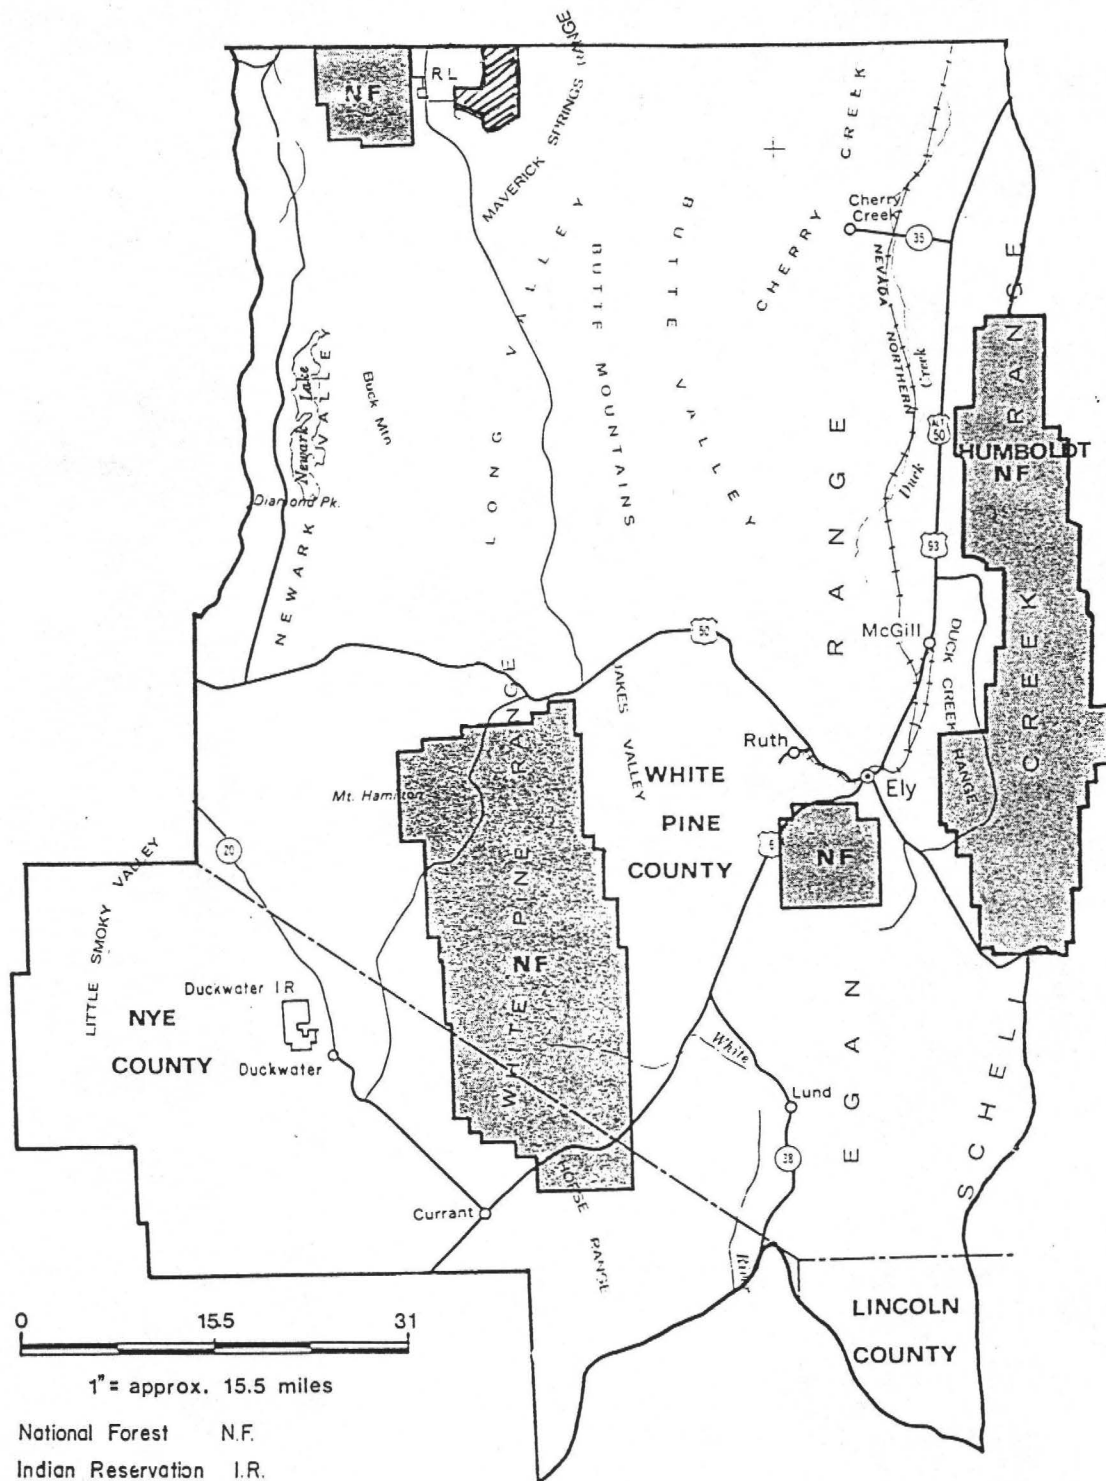 MAVERICK SPRINGS RANGE
NF
RL
CHERRY CREEK
Cherry
Creek
35
NEVADA
NORTHERN
Duck Creek
BUTTE VALLEY
BUTTE MOUNTAINS
LONG VALLEY
Buck Mtn
Newark Lake
NEWARK VALLEY
Diamond Pk.
50
93
HUMBOLDT
NF
SCHELL CREEK RANSE
EGAN RANGE
McGill
DUCK CREEK RANGE
50
JAKES VALLEY
Ruth
Ely
WHITE
PINE
COUNTY
6
NF
Mt. Hamilton
WHITE PINE RANGE
NF
20
LITTLE SMOKY VALLEY
Duckwater I R
NYE
COUNTY
Duckwater
White River
Lund
38
Currant
HORSE RANSE
LINCOLN
COUNTY
0 15.5 31
1"= approx. 15.5 miles
National Forest N.F.
Indian Reservation I.R.